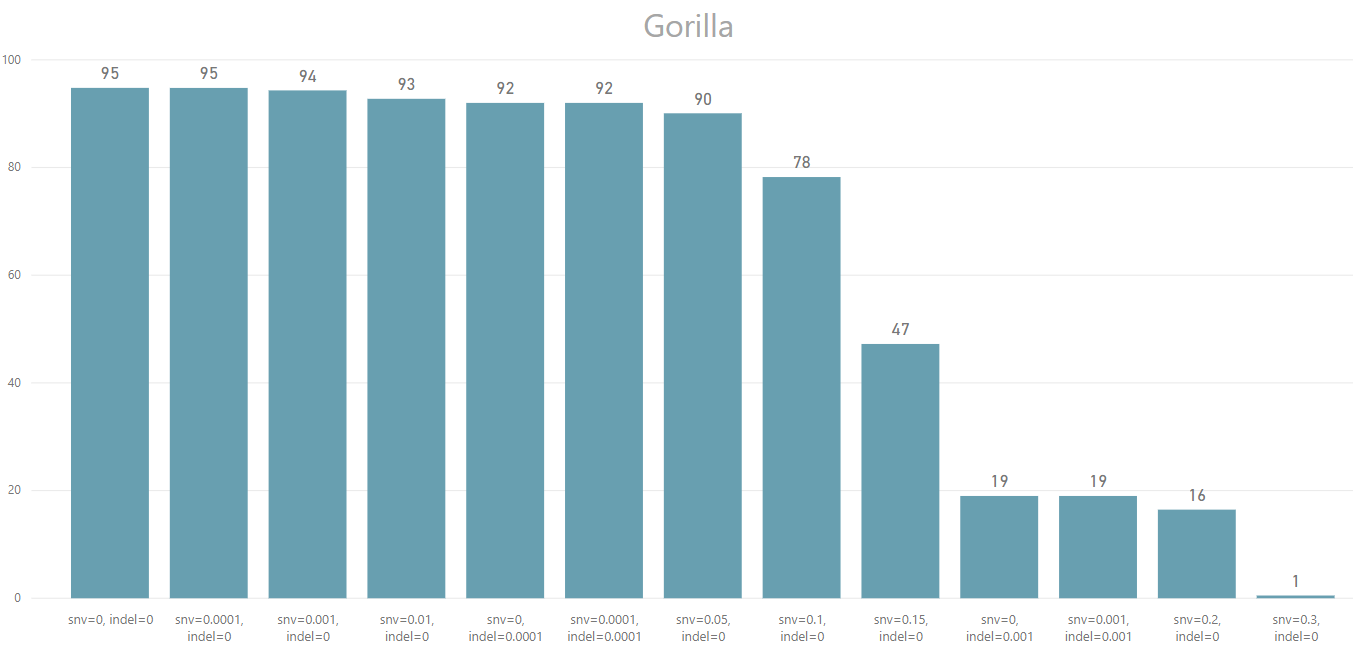 Gorilla
100
80
60
40
20
0
95
95
94
93
92
92
90
78
47
19
19
16
1
snv=0, indel=0
snv=0.0001,
indel=0
snv=0.001,
indel=0
snv=0.01,
indel=0
snv=0,
indel=0.0001
snv=0.0001,
indel=0.0001
snv=0.05,
indel=0
snv=0.1,
indel=0
snv=0.15,
indel=0
snv=0,
indel=0.001
snv=0.001,
indel=0.001
snv=0.2,
indel=0
snv=0.3,
indel=0